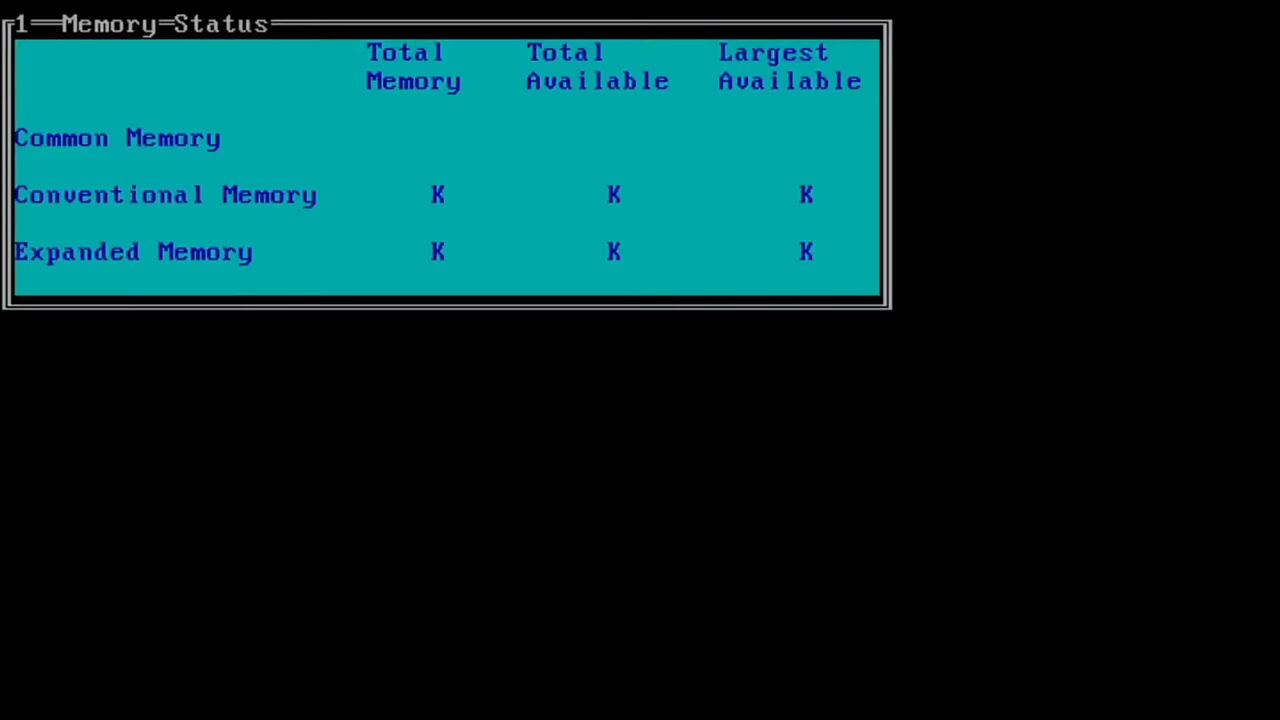 1 Memory Status
Total Total Largest
Memory Available Available
Common Memory
Conventional Memory K K K
Expanded Memory K K K